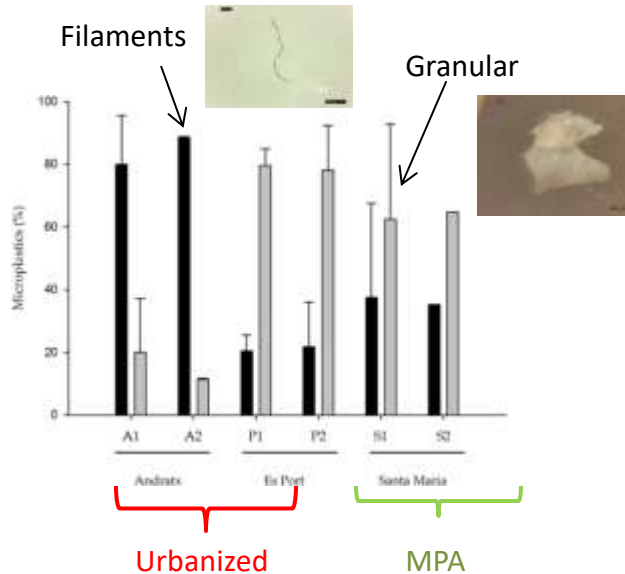 Filaments
Granular
Microplastics (%)
100
80
60
40
20
0
A1 A2 P1 P2 S1 S2
Andratx Es Port Santa Maria
Urbanized MPA